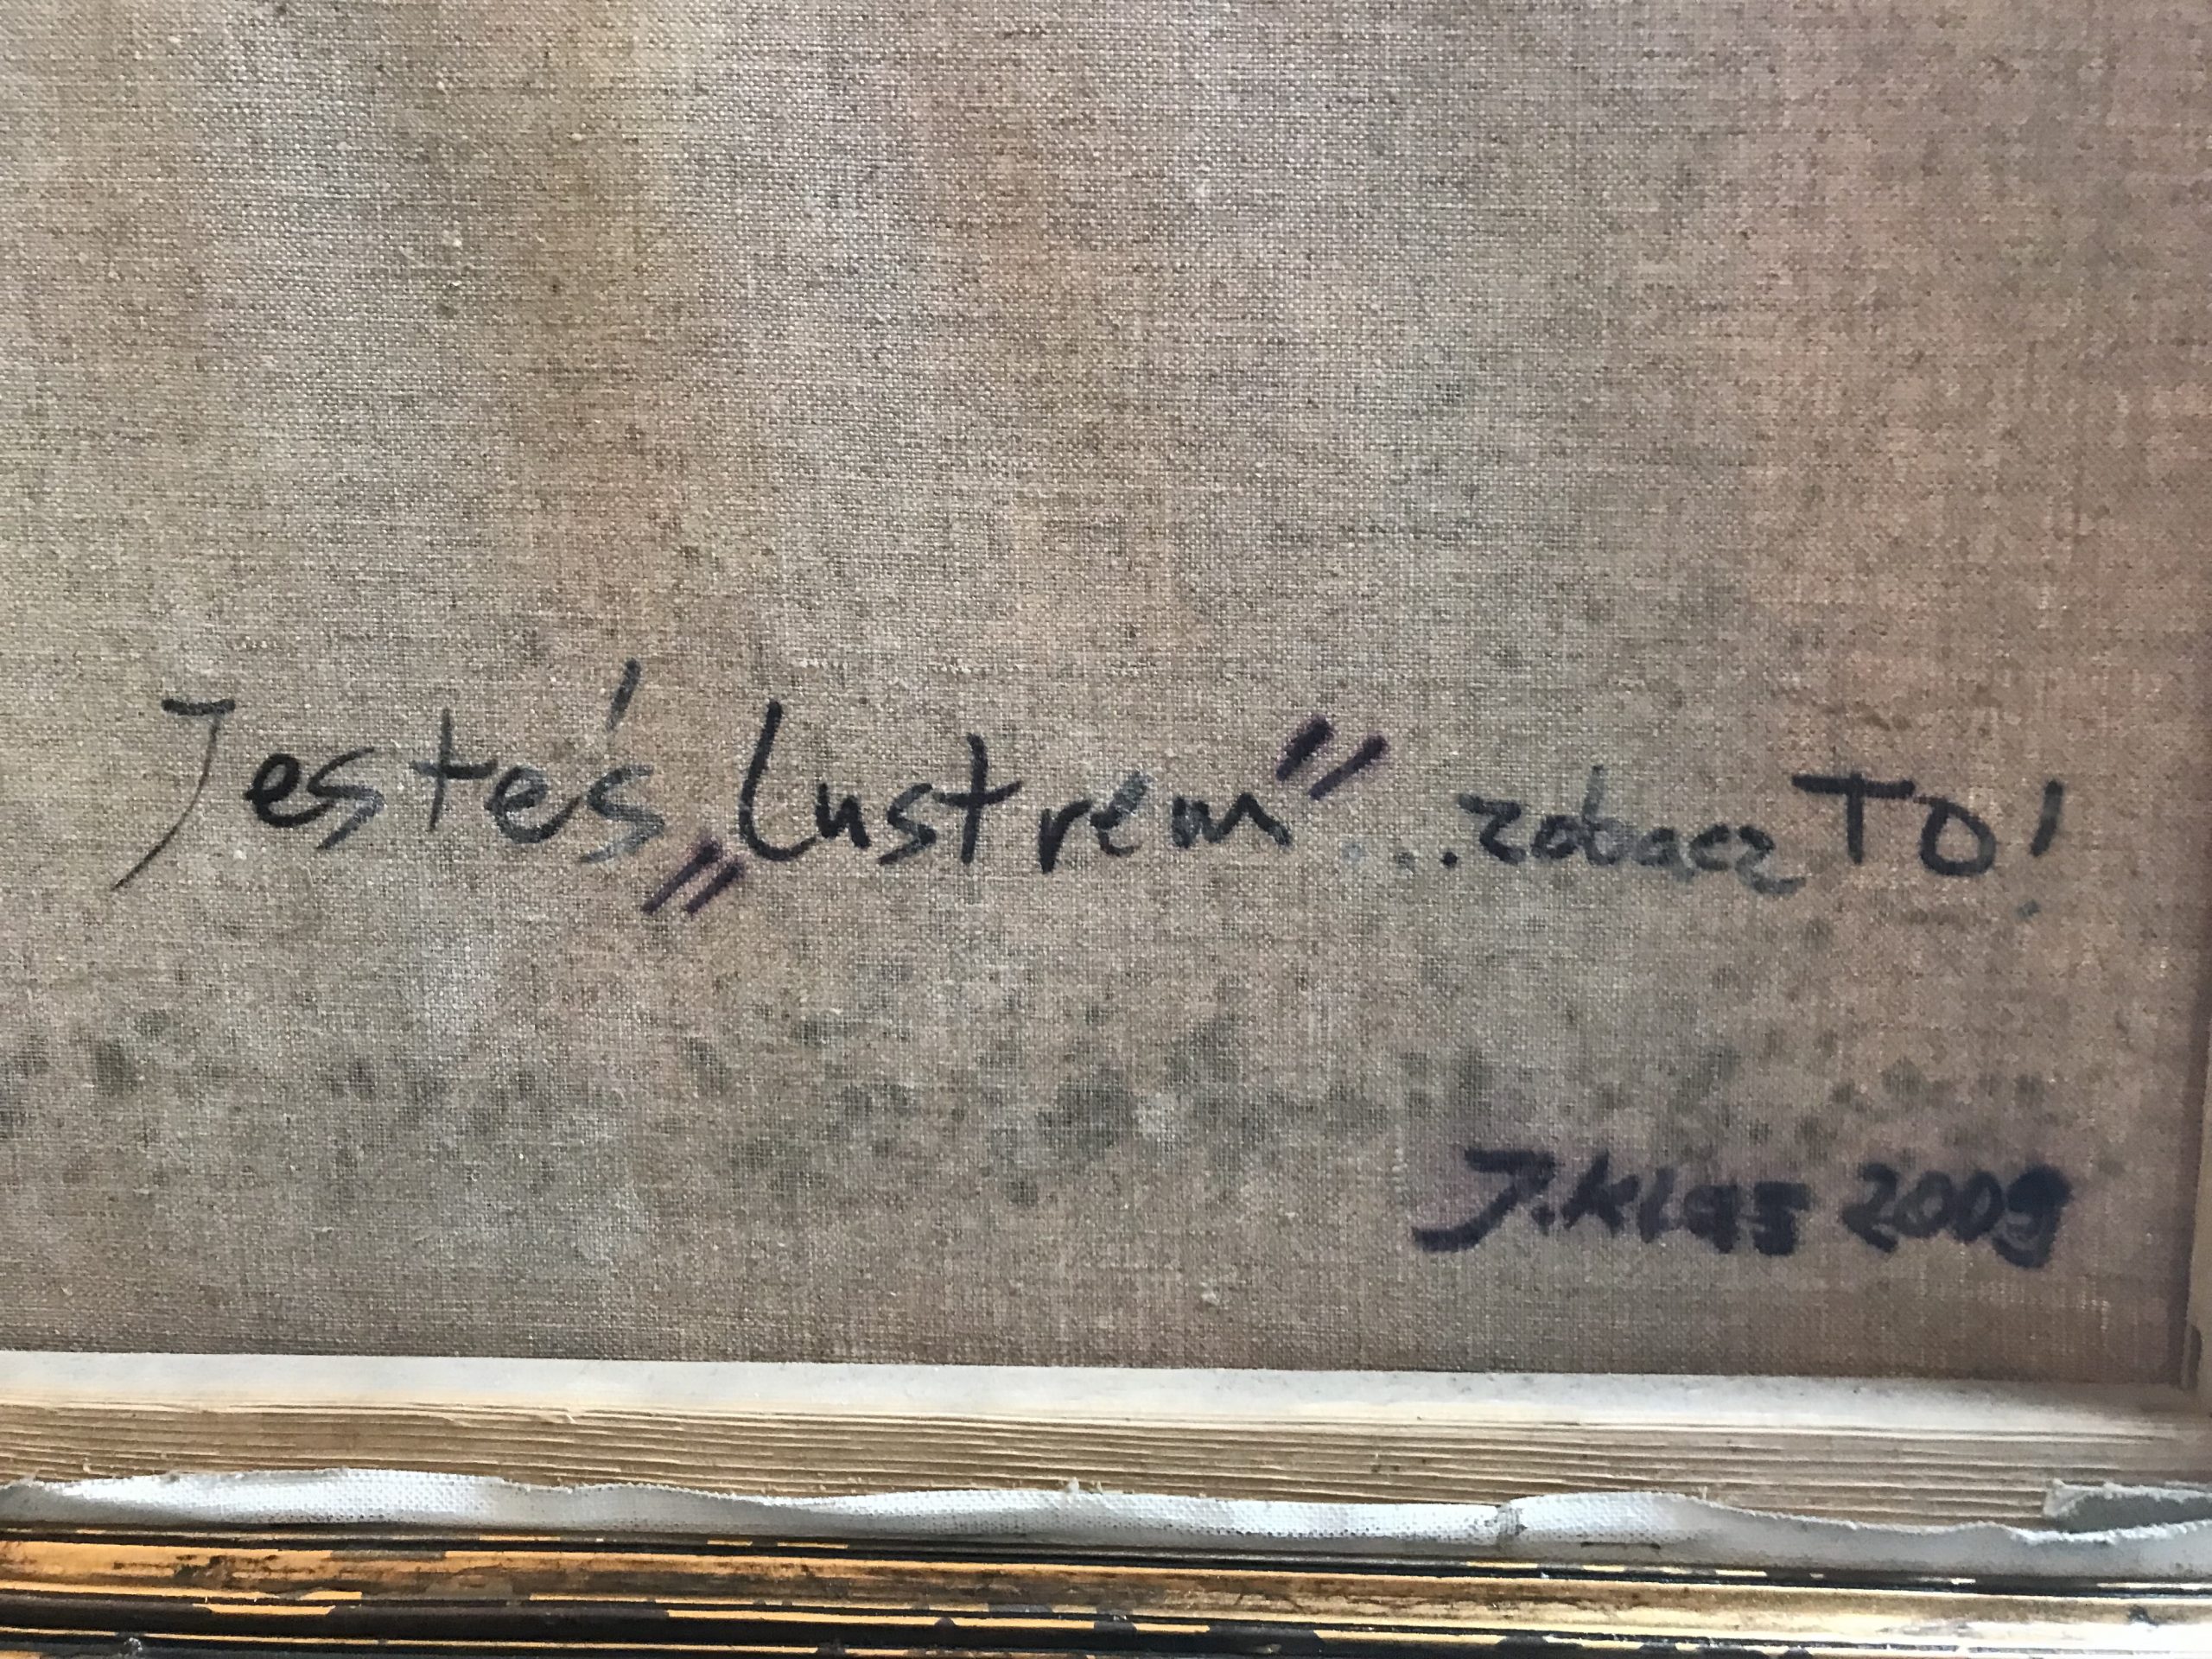 Jesteś „Lustrem” ...zobacz TO!
J.Klas 2009